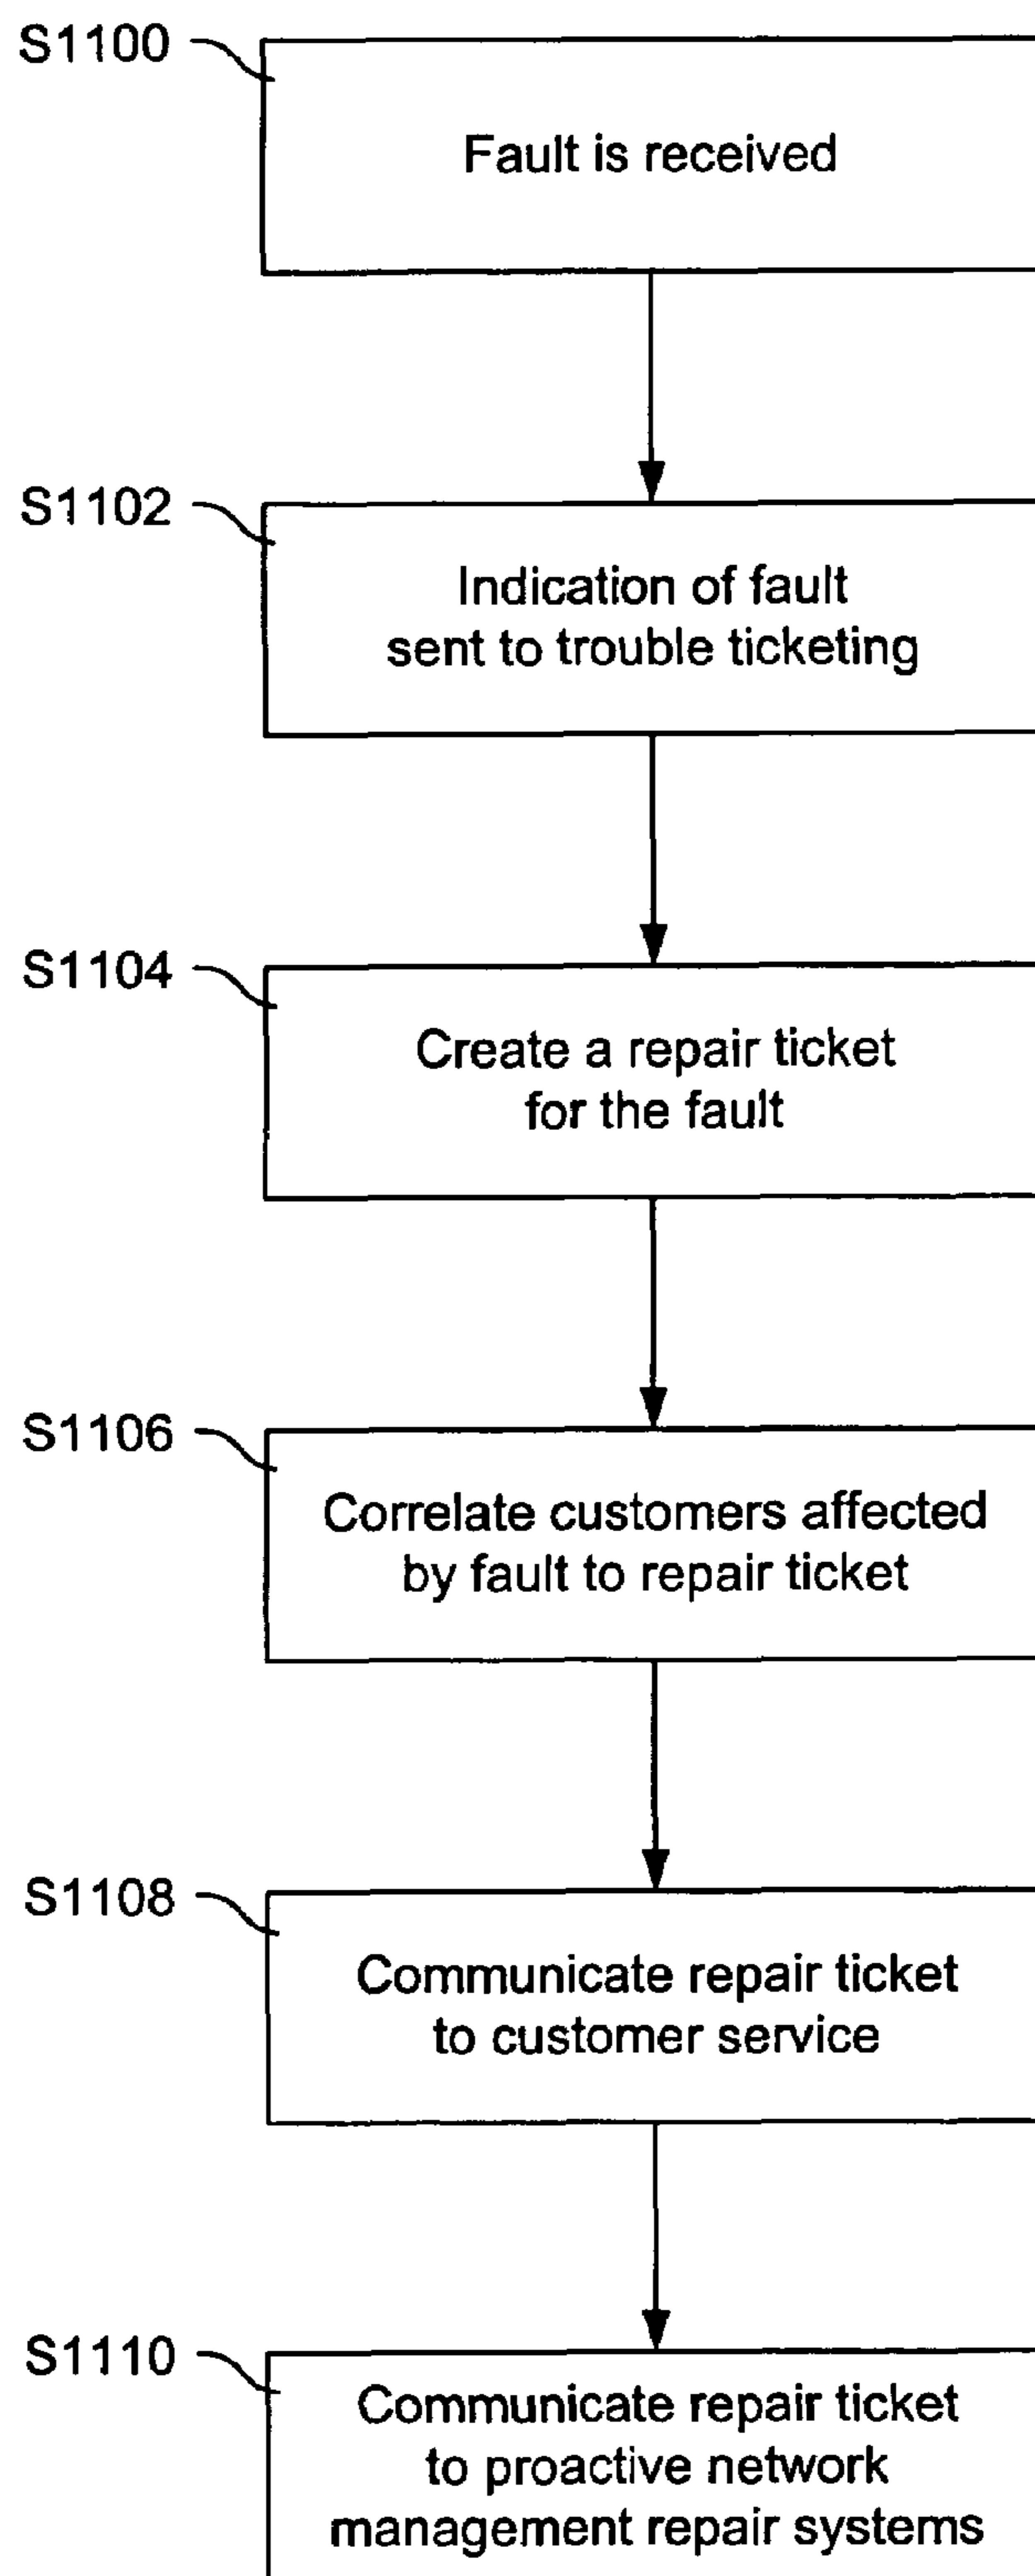 S1100
Fault is received
S1102
Indication of fault
sent to trouble ticketing
S1104
Create a repair ticket
for the fault
S1106
Correlate customers affected
by fault to repair ticket
S1108
Communicate repair ticket
to customer service
S1110
Communicate repair ticket
to proactive network
management repair systems